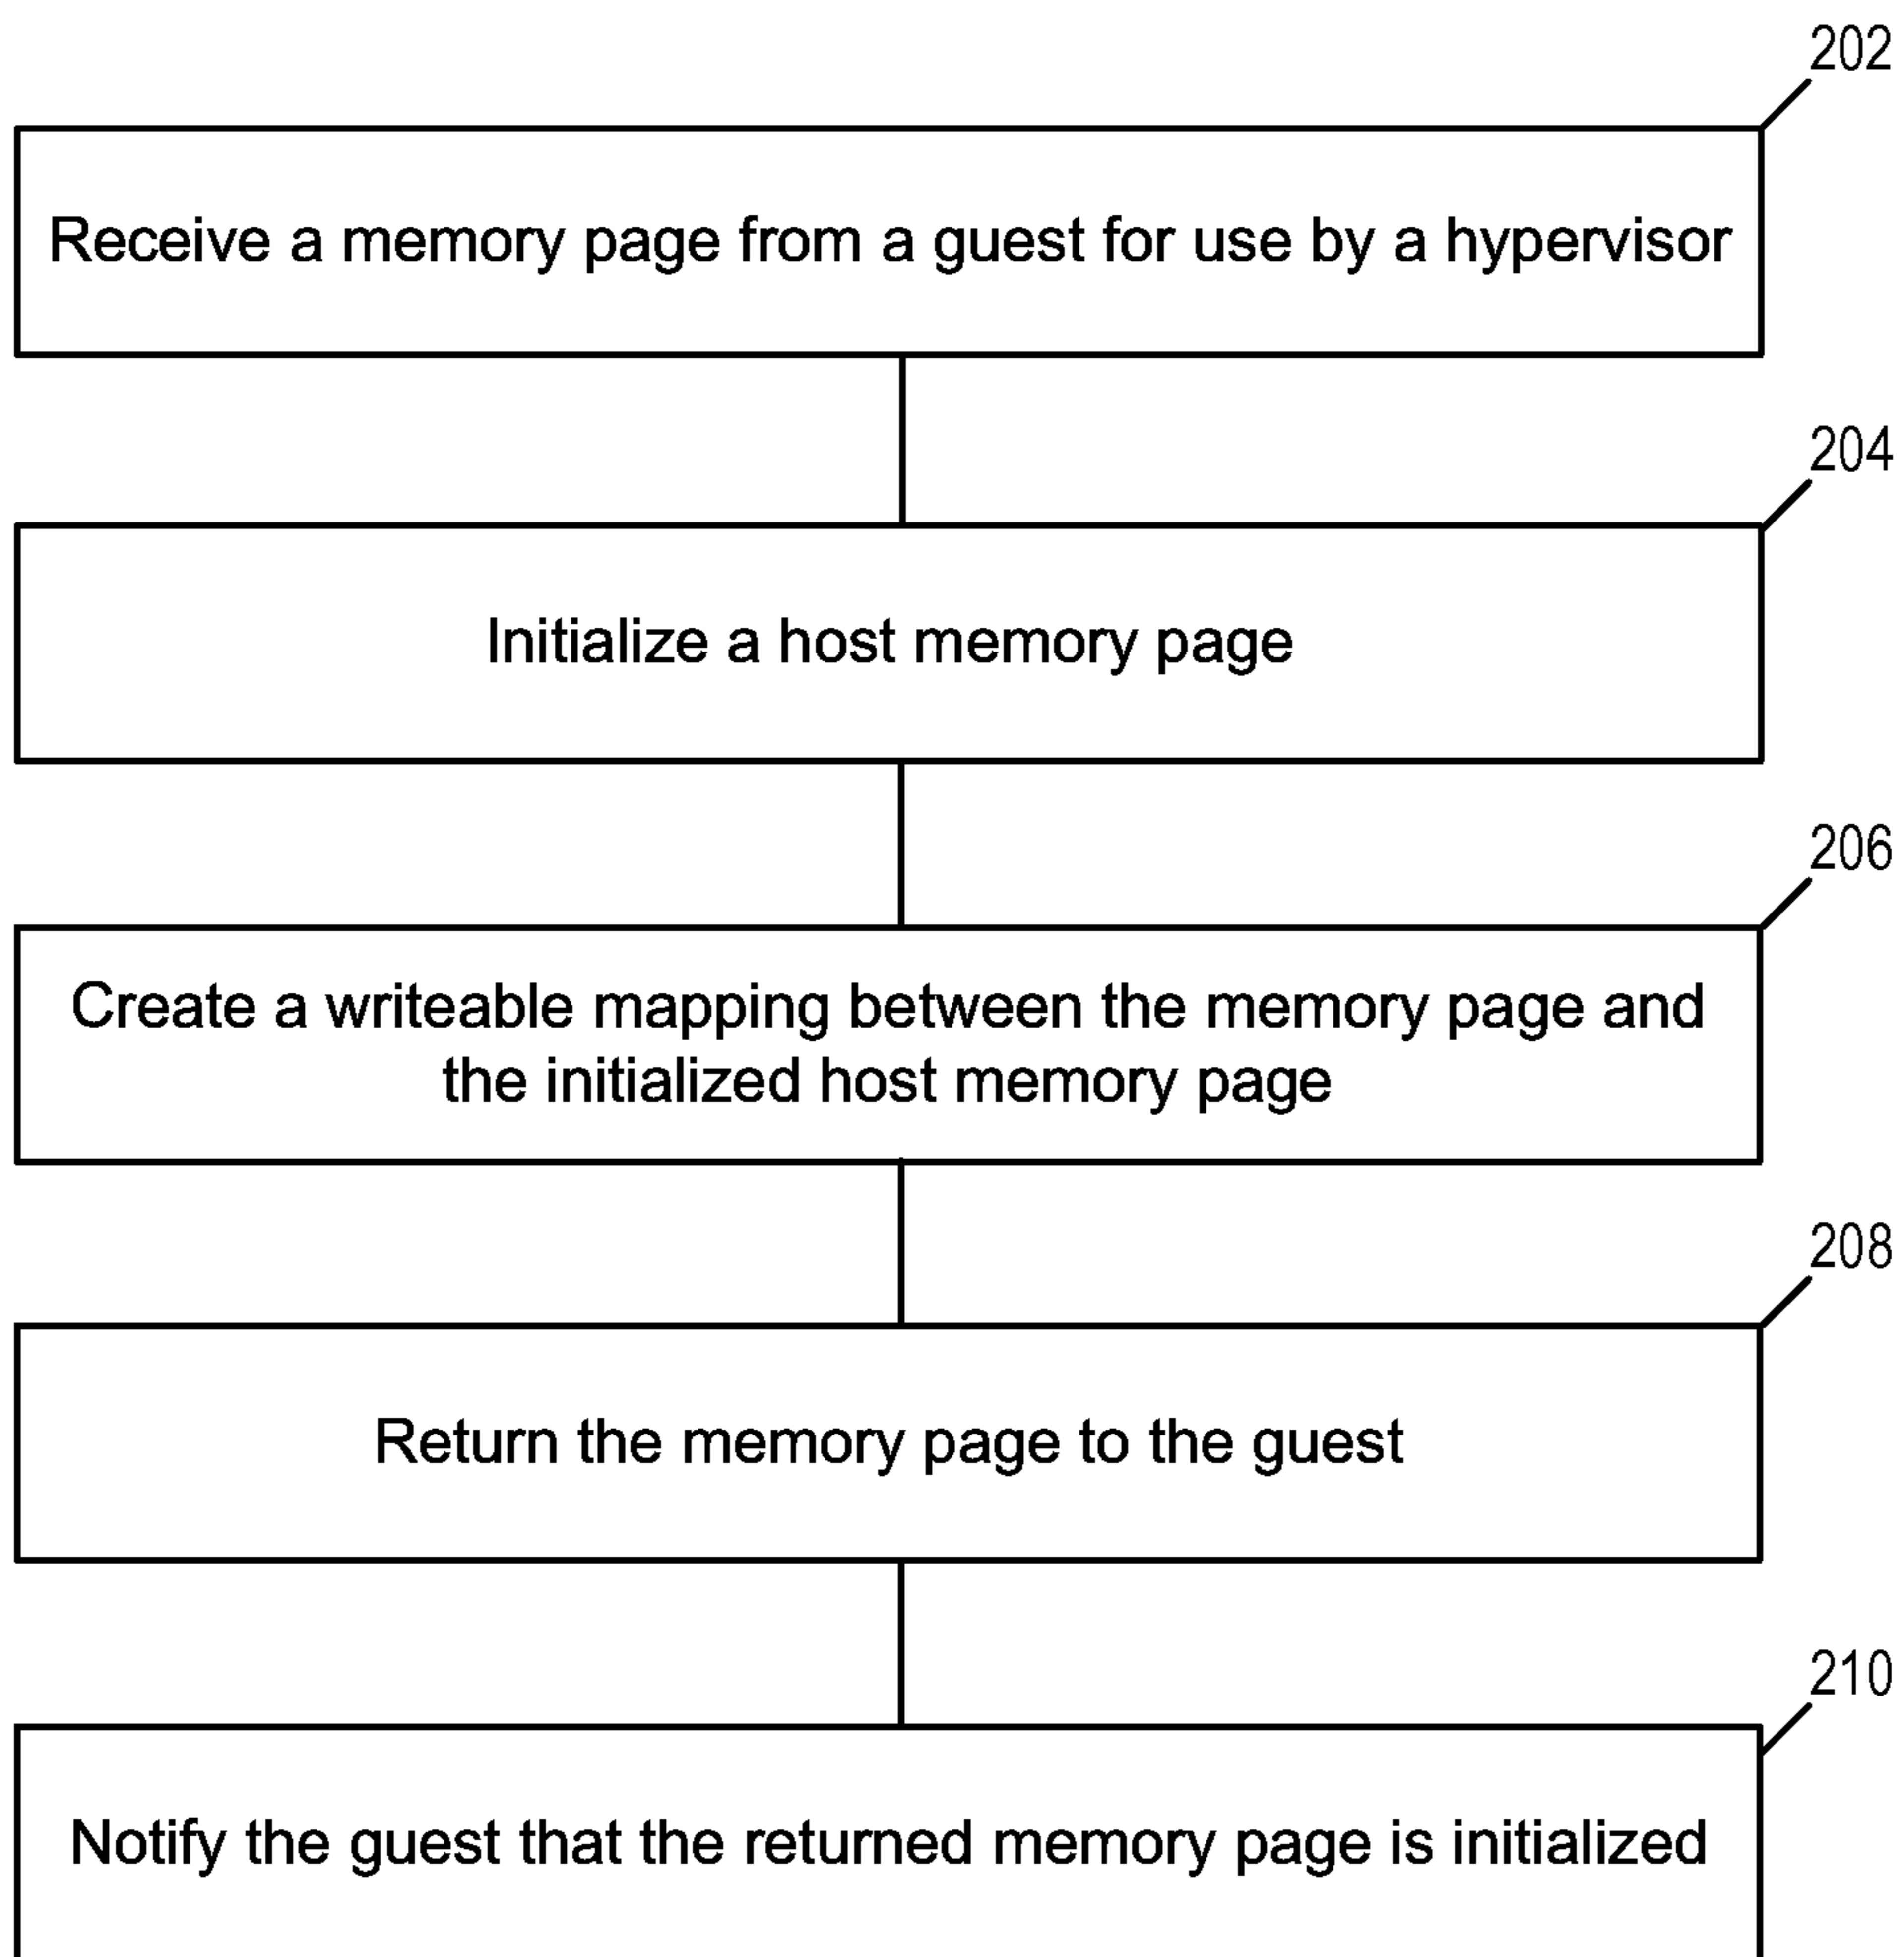 202
Receive a memory page from a guest for use by a hypervisor
204
Initialize a host memory page
206
Create a writeable mapping between the memory page and
the initialized host memory page
208
Return the memory page to the guest
210
Notify the guest that the returned memory page is initialized